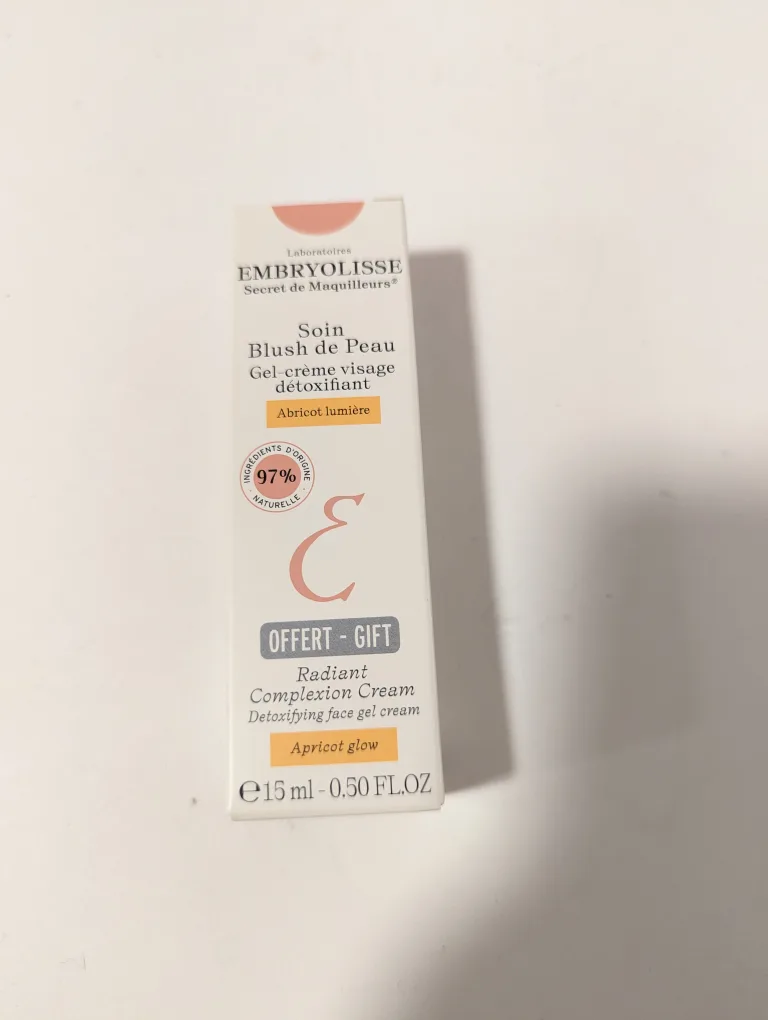 Laboratoires
EMBRYOLISSE
Secret de Maquilleurs®
Soin
Blush de Peau
Gel-crème visage
détoxifiant
Abricot lumière
INGRÉDIENTS D'ORIGINE
97%
NATURELLE
ε
OFFERT - GIFT
Radiant
Complexion Cream
Detoxifying face gel cream
Apricot glow
℮15 ml - 0.50 FL.OZ